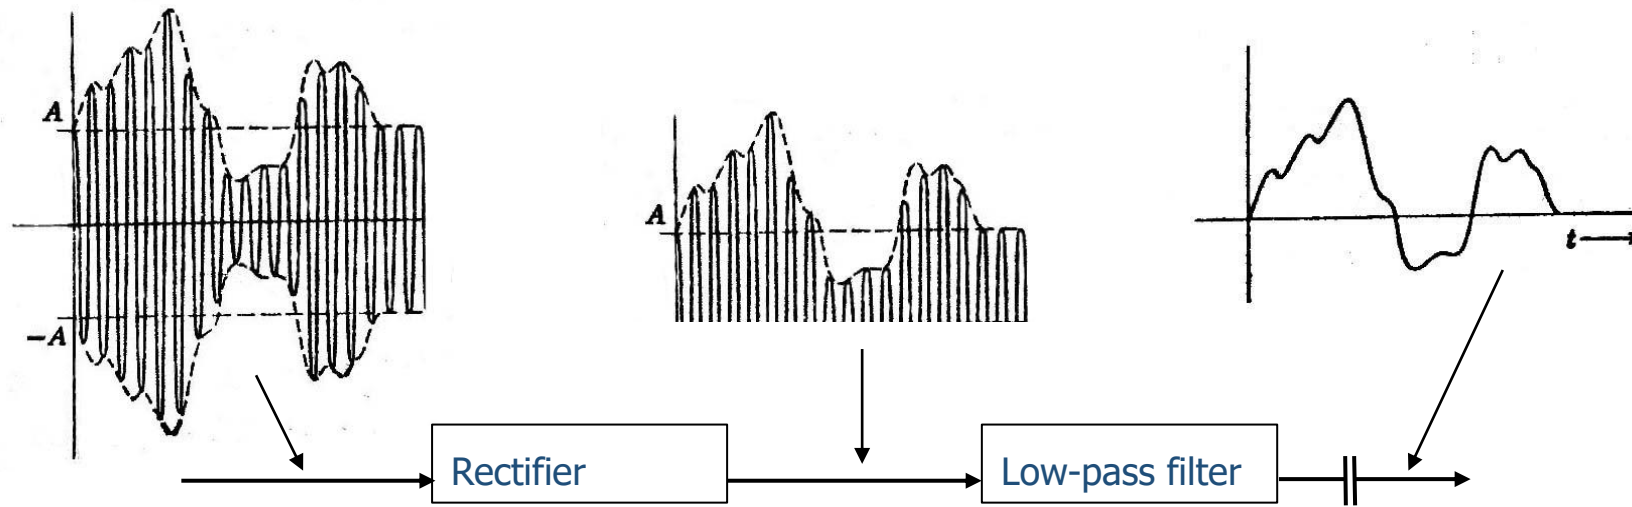 A
-A
A
t
Rectifier
Low-pass filter